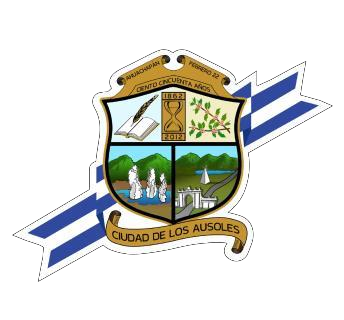 AHUACHAPÁN FEBRERO 22
CIENTO CINCUENTA AÑOS
1862
2012
CIUDAD DE LOS AUSOLES